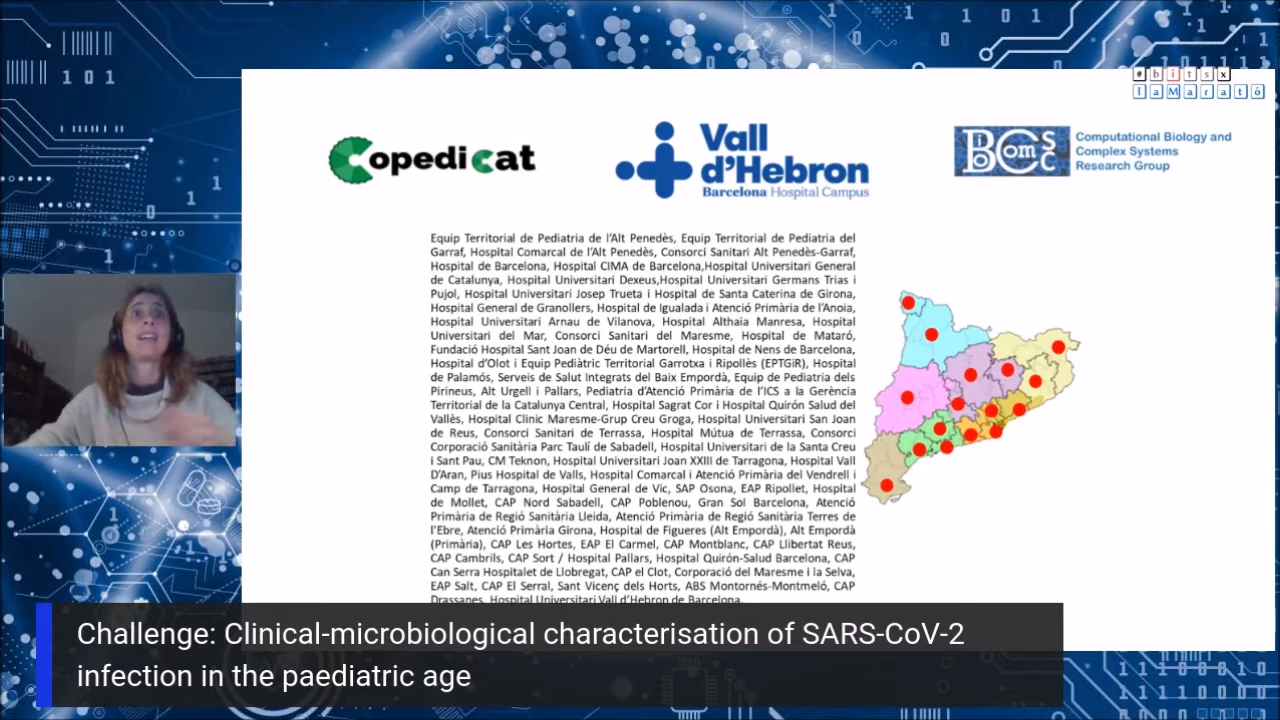 #bitsx
laMarató
Copedicat
Vall
d'Hebron
Barcelona Hospital Campus
BIOCom SC
Computational Biology and
Complex Systems
Research Group
Equip Territorial de Pediatria de l'Alt Penedès, Equip Territorial de Pediatria del
Garraf, Hospital Comarcal de l'Alt Penedès, Consorci Sanitari Alt Penedès-Garraf,
Hospital de Barcelona, Hospital CIMA de Barcelona,Hospital Universitari General
de Catalunya, Hospital Universitari Dexeus,Hospital Universitari Germans Trias i
Pujol, Hospital Universitari Josep Trueta i Hospital de Santa Caterina de Girona,
Hospital General de Granollers, Hospital de Igualada i Atenció Primària de l'Anoia,
Hospital Universitari Arnau de Vilanova, Hospital Althaia Manresa, Hospital
Universitari del Mar, Consorci Sanitari del Maresme, Hospital de Mataró,
Fundació Hospital Sant Joan de Déu de Martorell, Hospital de Nens de Barcelona,
Hospital d'Olot i Equip Pediàtric Territorial Garrotxa i Ripollès (EPTGiR), Hospital
de Palamós, Serveis de Salut Integrats del Baix Empordà, Equip de Pediatria dels
Pirineus, Alt Urgell i Pallars, Pediatria d'Atenció Primària de l'ICS a la Gerència
Territorial de la Catalunya Central, Hospital Sagrat Cor i Hospital Quirón Salud del
Vallès, Hospital Clinic Maresme-Grup Creu Groga, Hospital Universitari San Joan
de Reus, Consorci Sanitari de Terrassa, Hospital Mútua de Terrassa, Consorci
Corporació Sanitària Parc Taulí de Sabadell, Hospital Universitari de la Santa Creu
i Sant Pau, CM Teknon, Hospital Universitari Joan XXIII de Tarragona, Hospital Vall
D'Aran, Pius Hospital de Valls, Hospital Comarcal i Atenció Primària del Vendrell i
Camp de Tarragona, Hospital General de Vic, SAP Osona, EAP Ripollet, Hospital
de Mollet, CAP Nord Sabadell, CAP Poblenou, Gran Sol Barcelona, Atenció
Primària de Regió Sanitària Lleida, Atenció Primària de Regió Sanitària Terres de
l'Ebre, Atenció Primària Girona, Hospital de Figueres (Alt Empordà), Alt Empordà
(Primària), CAP Les Hortes, EAP El Carmel, CAP Montblanc, CAP Llibertat Reus,
CAP Cambrils, CAP Sort / Hospital Pallars, Hospital Quirón-Salud Barcelona, CAP
Can Serra Hospitalet de Llobregat, CAP el Clot, Corporació del Maresme i la Selva,
EAP Salt, CAP El Serral, Sant Vicenç dels Horts, ABS Montornés-Montmeló, CAP
Drassanes, Hospital Universitari Vall d'Hebron de Barcelona.
Challenge: Clinical-microbiological characterisation of SARS-CoV-2
infection in the paediatric age